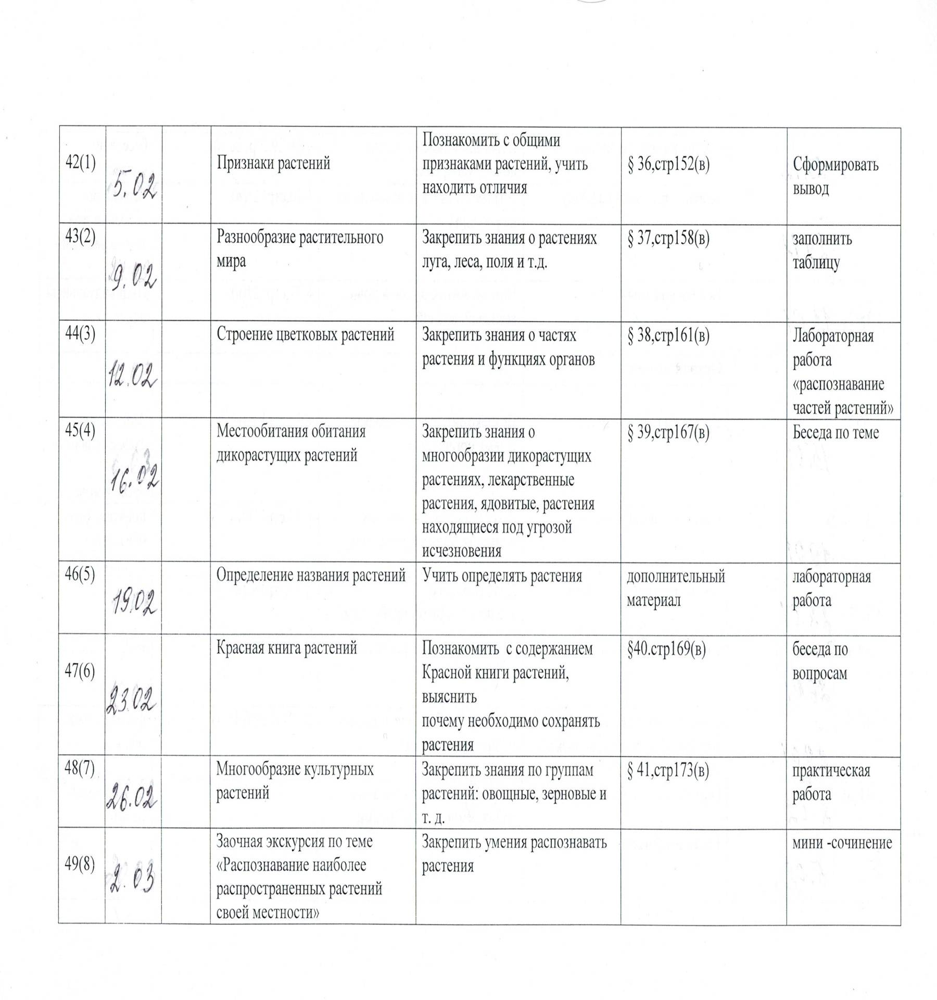 42(1)
5.02
Признаки растений
Познакомить с общими
признаками растений, учить
находить отличия
§ 36,стр152(в)
Сформировать
вывод
43(2)
9.02
Разнообразие растительного
мира
Закрепить знания о растениях
луга, леса, поля и т.д.
§ 37,стр158(в)
заполнить
таблицу
44(3)
12.02
Строение цветковых растений
Закрепить знания о частях
растения и функциях органов
§ 38,стр161(в)
Лабораторная
работа
«распознавание
частей растений»
45(4)
16.02
Местообитания обитания
дикорастущих растений
Закрепить знания о
многообразии дикорастущих
растениях, лекарственные
растения, ядовитые, растения
находящиеся под угрозой
исчезновения
§ 39,стр167(в)
Беседа по теме
46(5)
19.02
Определение названия растений
Учить определять растения
дополнительный
материал
лабораторная
работа
47(6)
23.02
Красная книга растений
Познакомить с содержанием
Красной книги растений,
выяснить
почему необходимо сохранять
растения
§40.стр169(в)
беседа по
вопросам
48(7)
26.02
Многообразие культурных
растений
Закрепить знания по группам
растений: овощные, зерновые и
т. д.
§ 41,стр173(в)
практическая
работа
49(8)
2.03
Заочная экскурсия по теме
«Распознавание наиболее
распространенных растений
своей местности»
Закрепить умения распознавать
растения
мини -сочинение